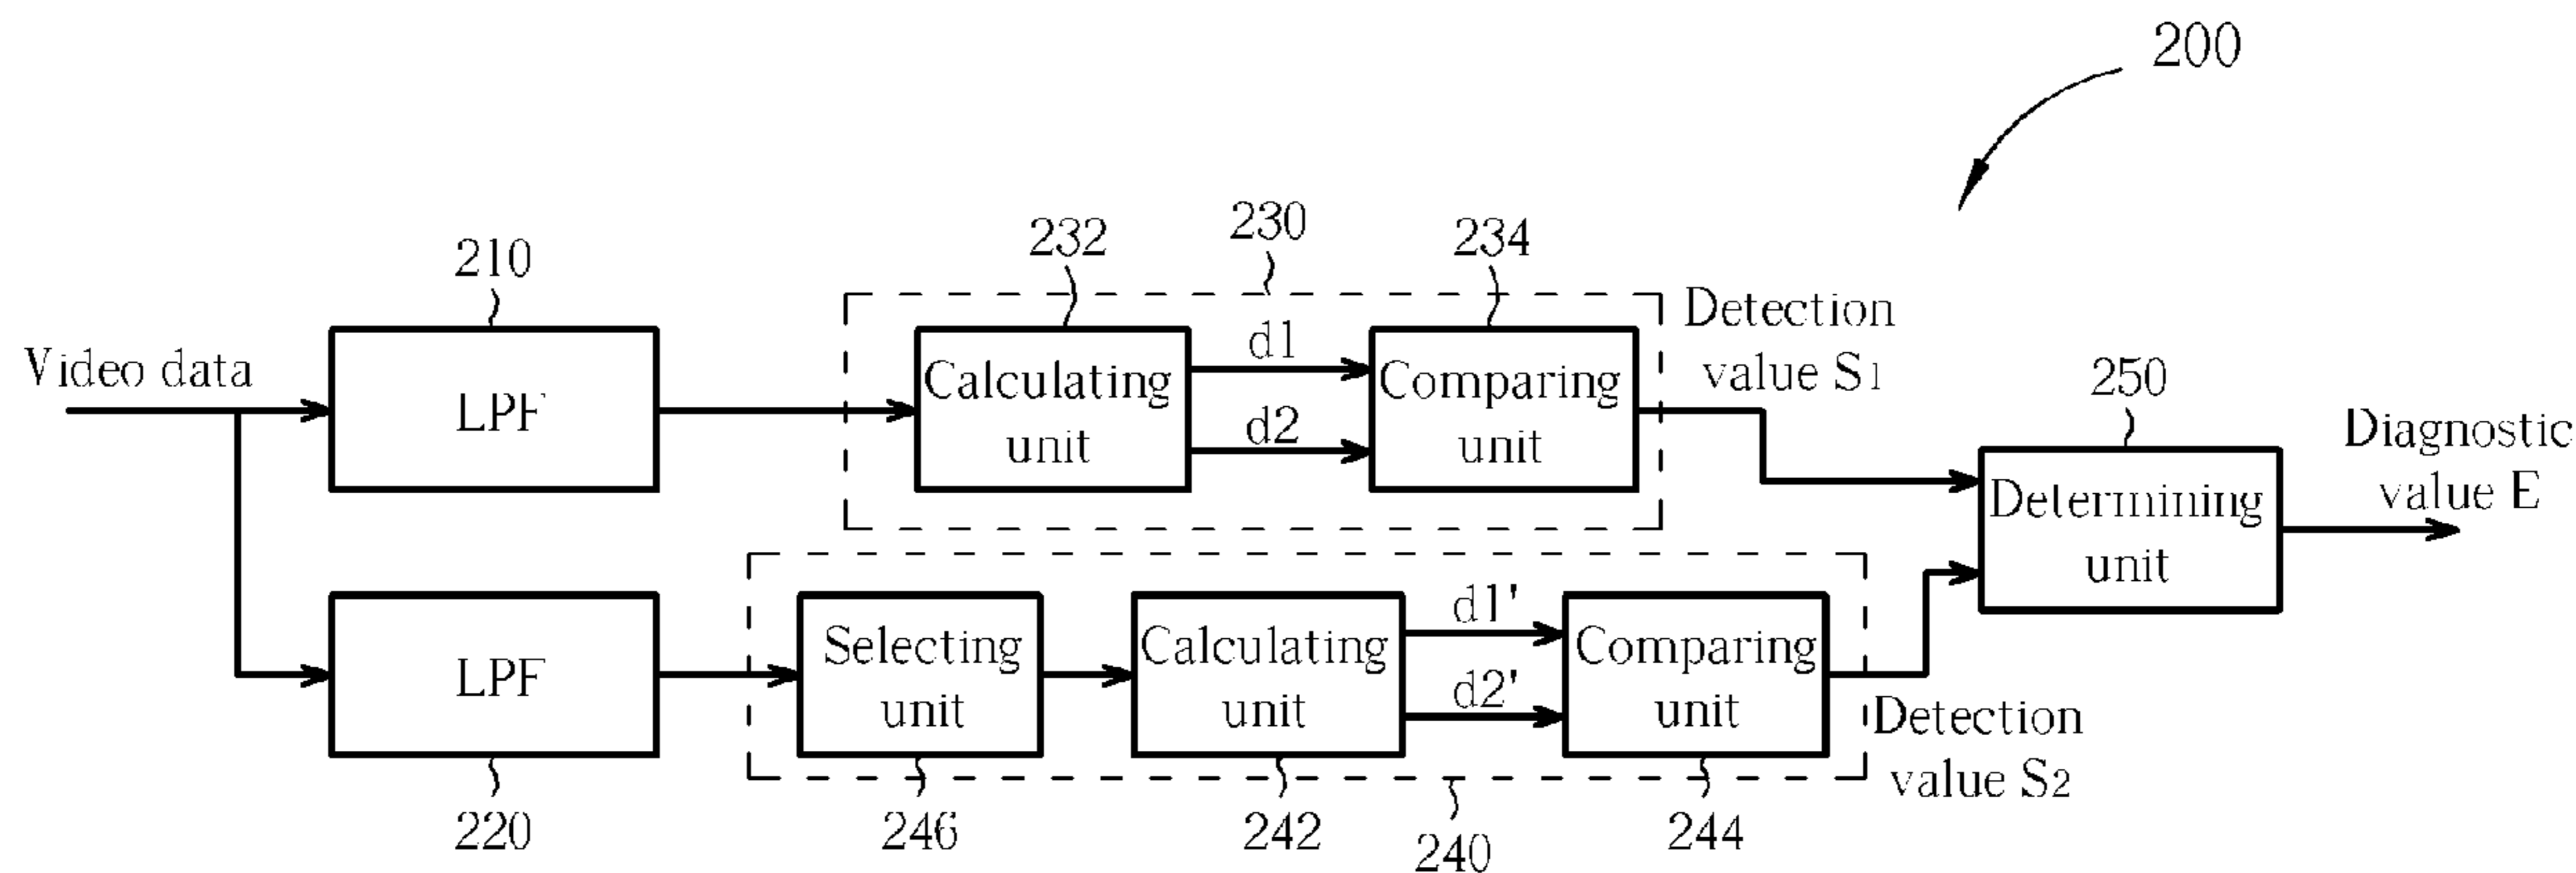 200
230
232
234
210
Detection
value S1
d1
Video data
LPF
Calculating
unit
d2
Comparing
unit
250
Diagnostic
value E
Determining
unit
LPF
Selecting
unit
Calculating
unit
d1'
d2'
Comparing
unit
Detection
value S2
220
246
242
240
244